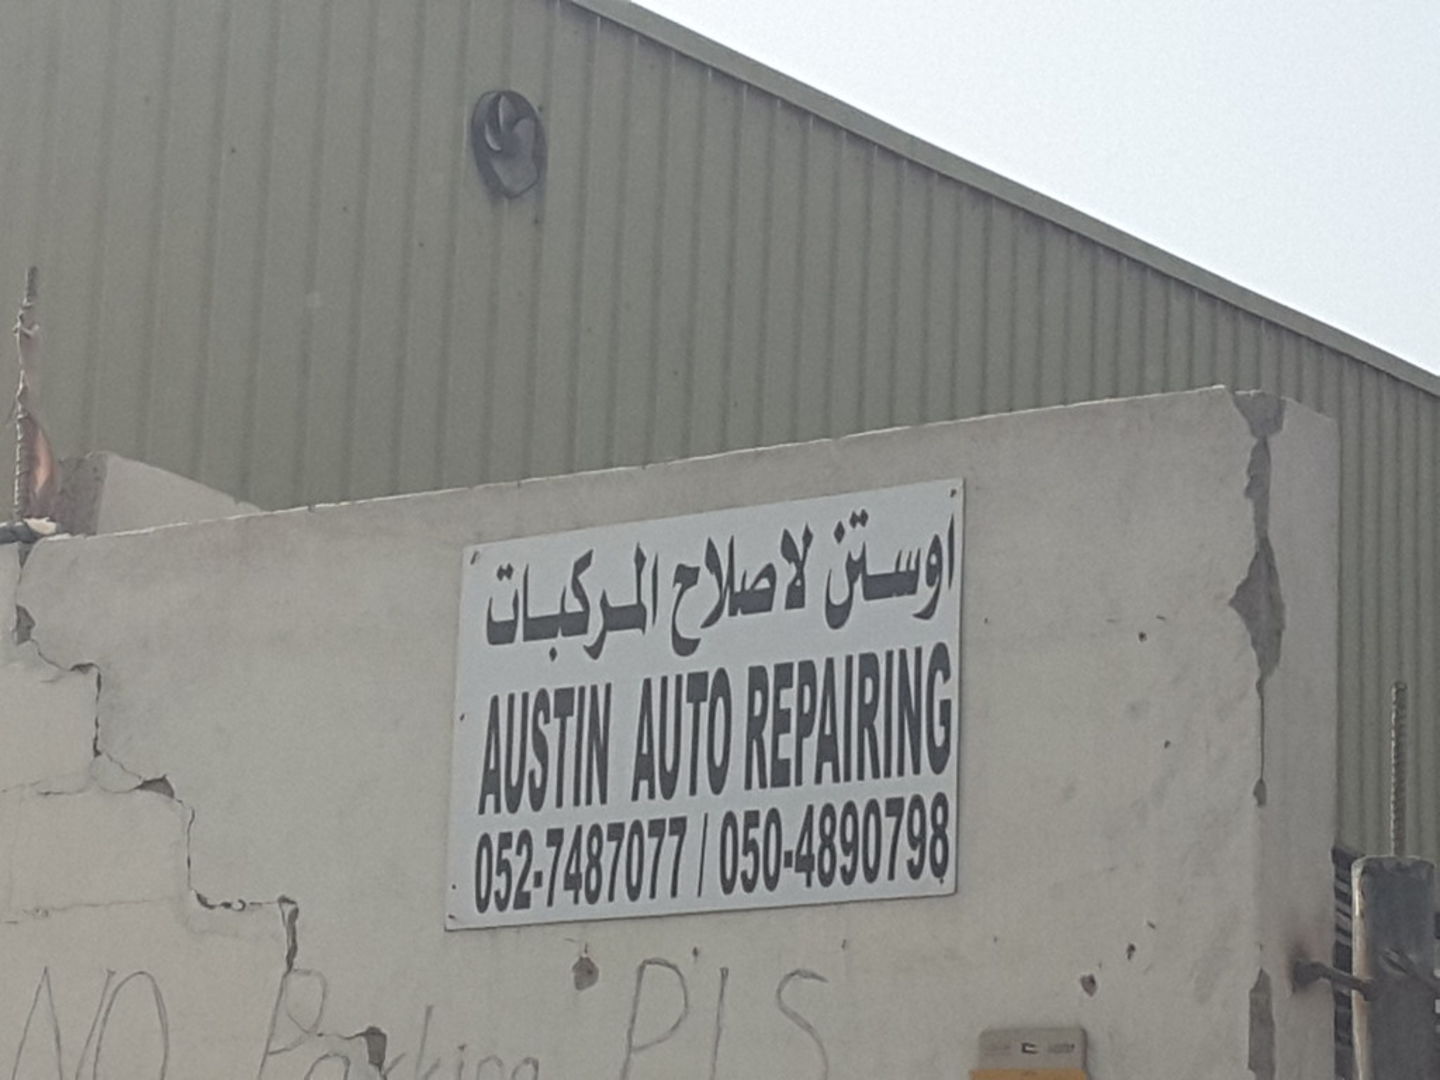 اوستن لاصلاح المركبات
AUSTIN AUTO REPAIRING
052-7487077 / 050-4890798
NO Parking PLS